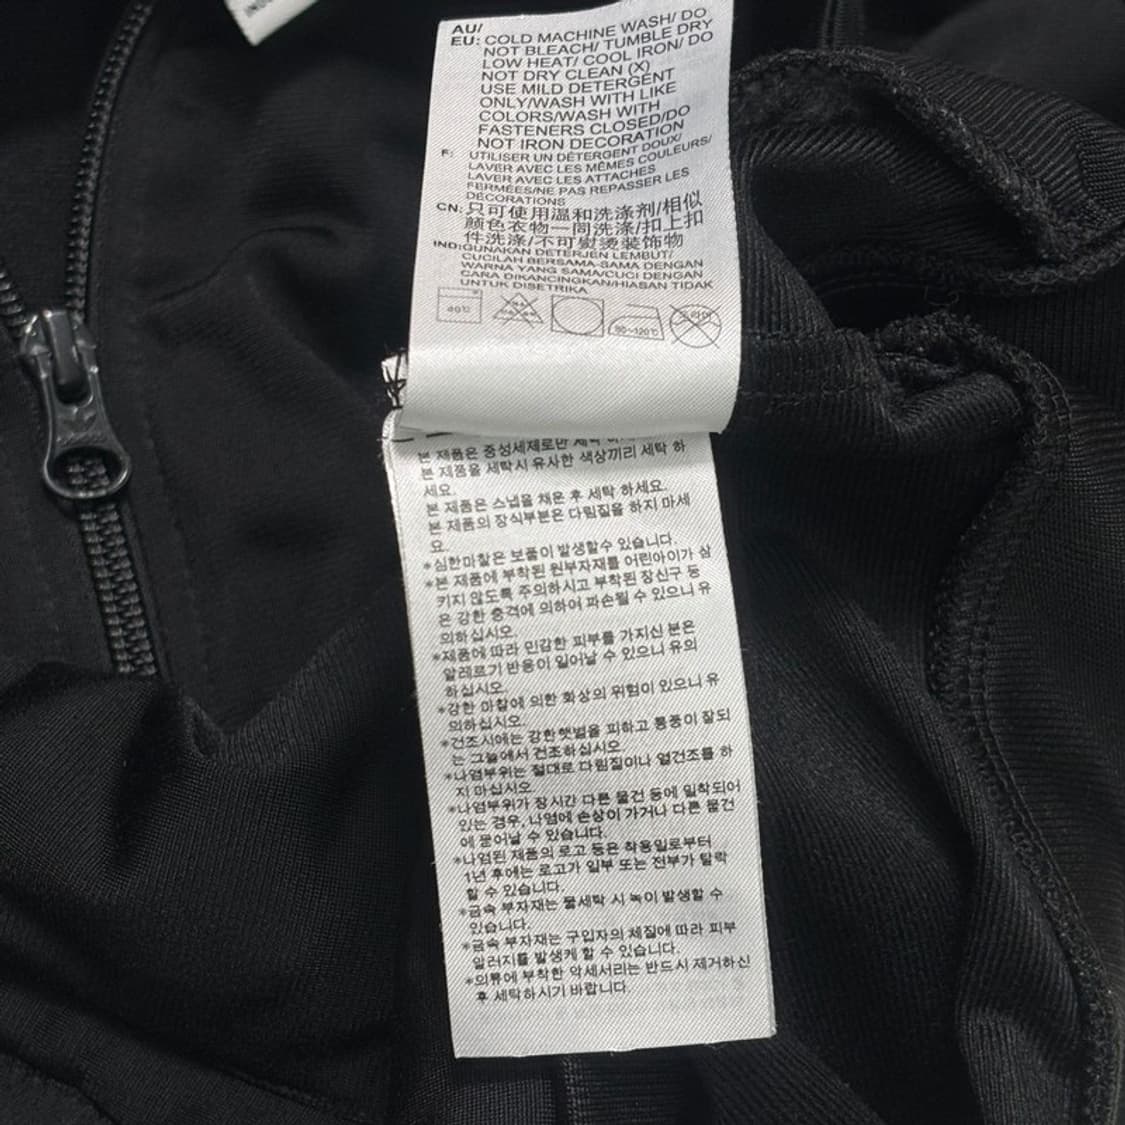 AU/
EU: COLD MACHINE WASH/ DO
NOT BLEACH/ TUMBLE DRY
LOW HEAT/ COOL IRON/ DO
NOT DRY CLEAN (X)
USE MILD DETERGENT
ONLY/WASH WITH LIKE
COLORS/WASH WITH
FASTENERS CLOSED/DO
NOT IRON DECORATION
F: UTILISER UN DÉTERGENT DOUX/
LAVER AVEC LES MÊMES COULEURS/
LAVER AVEC LES ATTACHES
FERMÉES/NE PAS REPASSER LES
DÉCORATIONS
CN: 只可使用温和洗涤剂/相似
颜色衣物一同洗涤/扣上扣
件洗涤/不可熨烫装饰物
IND: GUNAKAN DETERJEN LEMBUT/
CUCILAH BERSAMA-SAMA DENGAN
WARNA YANG SAMA/CUCI DENGAN
CARA DIKANCINGKAN/HIASAN TIDAK
UNTUK DISETRIKA
40℃
80~120℃
드라이
본 제품은 중성세제로만 세탁
본 제품을 세탁시 유사한 색상끼리 세탁 하
세요.
본 제품은 스냅을 채운 후 세탁 하세요.
본 제품의 장식부분은 다림질을 하지 마세
요.
*심한마찰은 보풀이 발생할수 있습니다.
*본 제품에 부착된 원부자재를 어린아이가 삼
키지 않도록 주의하시고 부착된 장신구 등
은 강한 충격에 의하여 파손될 수 있으니 유
의하십시오.
*제품에 따라 민감한 피부를 가지신 분은
알레르기 반응이 일어날 수 있으니 유의
하십시오.
*강한 마찰에 의한 화상의 위험이 있으니 유
의하십시오.
*건조시에는 강한햇볕을 피하고 통풍이 잘되
는 그늘에서 건조하십시오
*나염부위는 절대로 다림질이나 열건조를 하
지 마십시오.
*나염부위가 장시간 다른 물건 등에 밀착되어
있는 경우, 나염에 손상이 가거나 다른 물건
에 묻어날 수 있습니다.
*나염된 제품의 로고 등은 착용일로부터
1년 후에는 로고가 일부 또는 전부가 탈락
할 수 있습니다.
*금속 부자재는 물세탁 시 녹이 발생할 수
있습니다.
*금속 부자재는 구입자의 체질에 따라 피부
알러지를 발생케 할 수 있습니다.
*의류에 부착한 악세서리는 반드시 제거하신
후 세탁하시기 바랍니다.